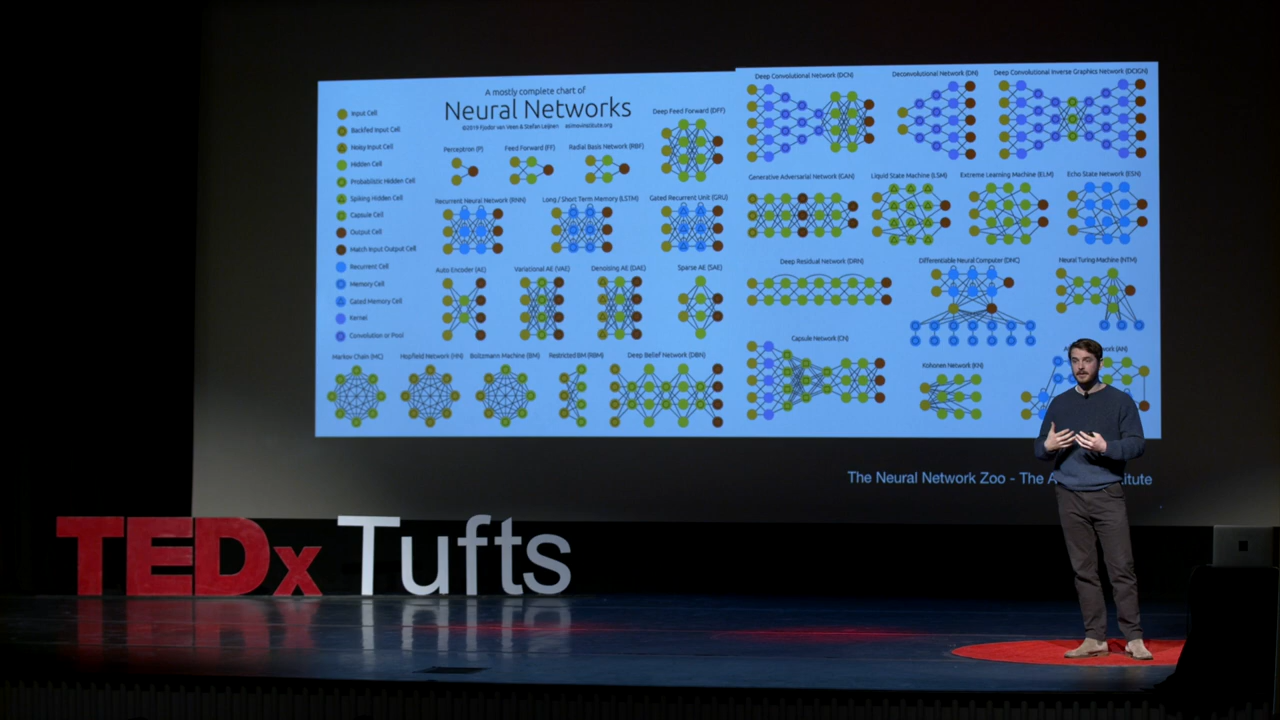 A mostly complete chart of
Neural Networks
©2019 Fjodor van Veen & Stefan Leijnen asimovinstitute.org
Input Cell
Backfed Input Cell
Noisy Input Cell
Hidden Cell
Probablistic Hidden Cell
Spiking Hidden Cell
Capsule Cell
Output Cell
Match Input Output Cell
Recurrent Cell
Memory Cell
Gated Memory Cell
Kernel
Convolution or Pool
Perceptron (P)
Feed Forward (FF)
Radial Basis Network (RBF)
Deep Feed Forward (DFF)
Recurrent Neural Network (RNN)
Long / Short Term Memory (LSTM)
Gated Recurrent Unit (GRU)
Auto Encoder (AE)
Variational AE (VAE)
Denoising AE (DAE)
Sparse AE (SAE)
Markov Chain (MC)
Hopfield Network (HN)
Boltzmann Machine (BM)
Restricted BM (RBM)
Deep Belief Network (DBN)
Deep Convolutional Network (DCN)
Deconvolutional Network (DN)
Deep Convolutional Inverse Graphics Network (DCIGN)
Generative Adversarial Network (GAN)
Liquid State Machine (LSM)
Extreme Learning Machine (ELM)
Echo State Network (ESN)
Deep Residual Network (DRN)
Differentiable Neural Computer (DNC)
Neural Turing Machine (NTM)
Capsule Network (CN)
Kohonen Network (KN)
(AN)
The Neural Network Zoo - The
TEDx Tufts